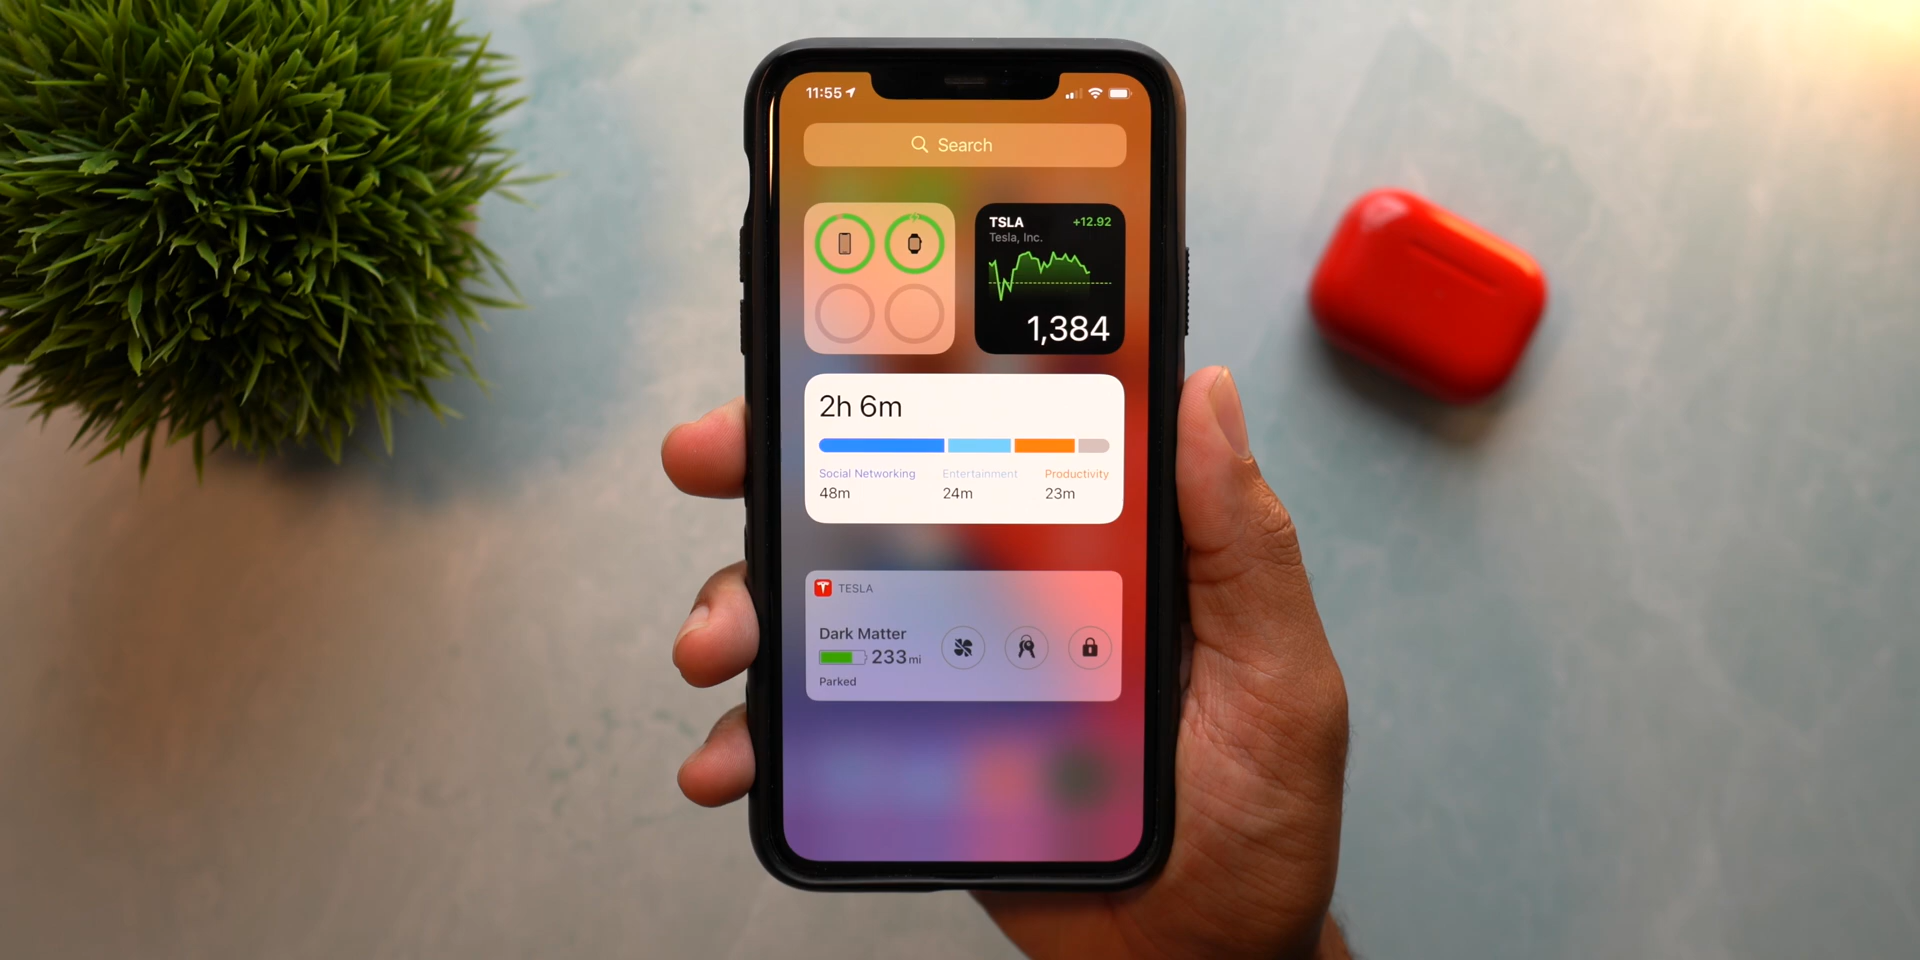 11:55
Search
TSLA +12.92
Tesla, Inc.
1,384
2h 6m
Social Networking Entertainment Productivity
48m 24m 23m
TESLA
Dark Matter
233 mi
Parked